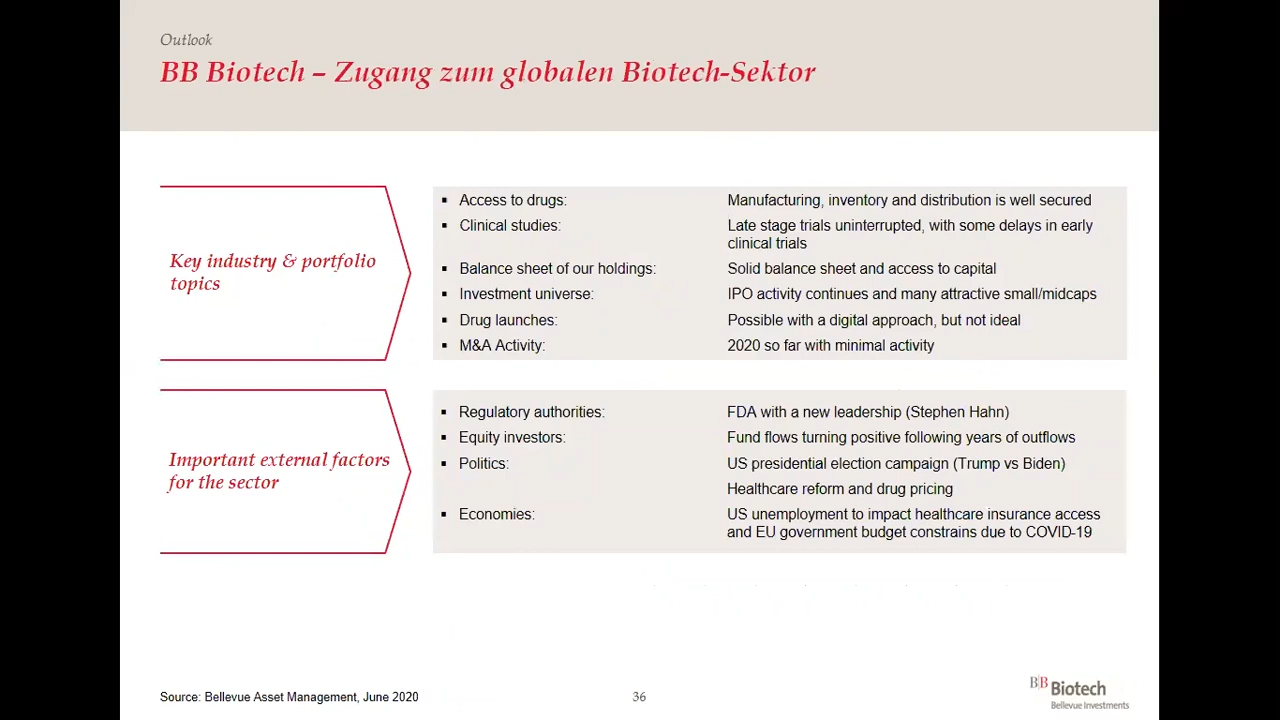 Outlook
BB Biotech – Zugang zum globalen Biotech-Sektor
Key industry & portfolio
topics
▪ Access to drugs: Manufacturing, inventory and distribution is well secured
▪ Clinical studies: Late stage trials uninterrupted, with some delays in early
clinical trials
▪ Balance sheet of our holdings: Solid balance sheet and access to capital
▪ Investment universe: IPO activity continues and many attractive small/midcaps
▪ Drug launches: Possible with a digital approach, but not ideal
▪ M&A Activity: 2020 so far with minimal activity
Important external factors
for the sector
▪ Regulatory authorities: FDA with a new leadership (Stephen Hahn)
▪ Equity investors: Fund flows turning positive following years of outflows
▪ Politics: US presidential election campaign (Trump vs Biden)
Healthcare reform and drug pricing
▪ Economies: US unemployment to impact healthcare insurance access
and EU government budget constrains due to COVID-19
Source: Bellevue Asset Management, June 2020
36
BB Biotech
Bellevue Investments